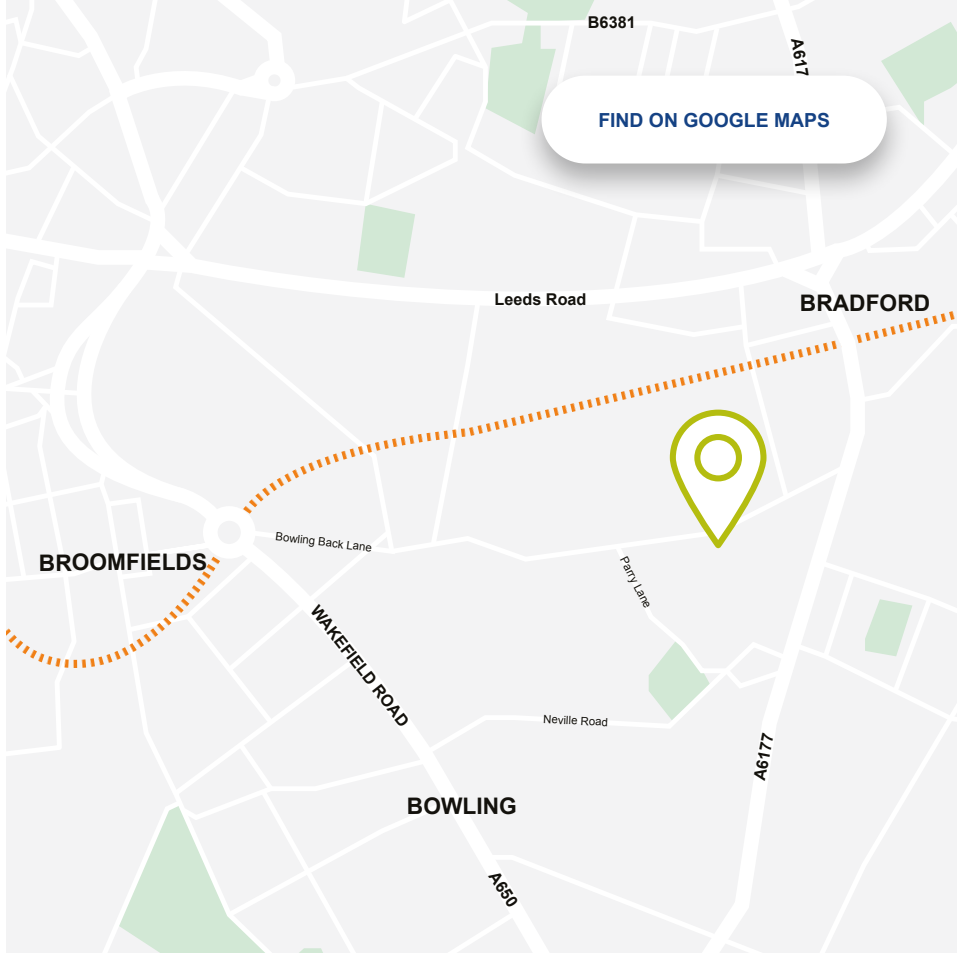 B6381
A617
FIND ON GOOGLE MAPS
Leeds Road
BRADFORD
Bowling Back Lane
BROOMFIELDS
Parry Lane
WAKEFIELD ROAD
Neville Road
A6177
BOWLING
A650